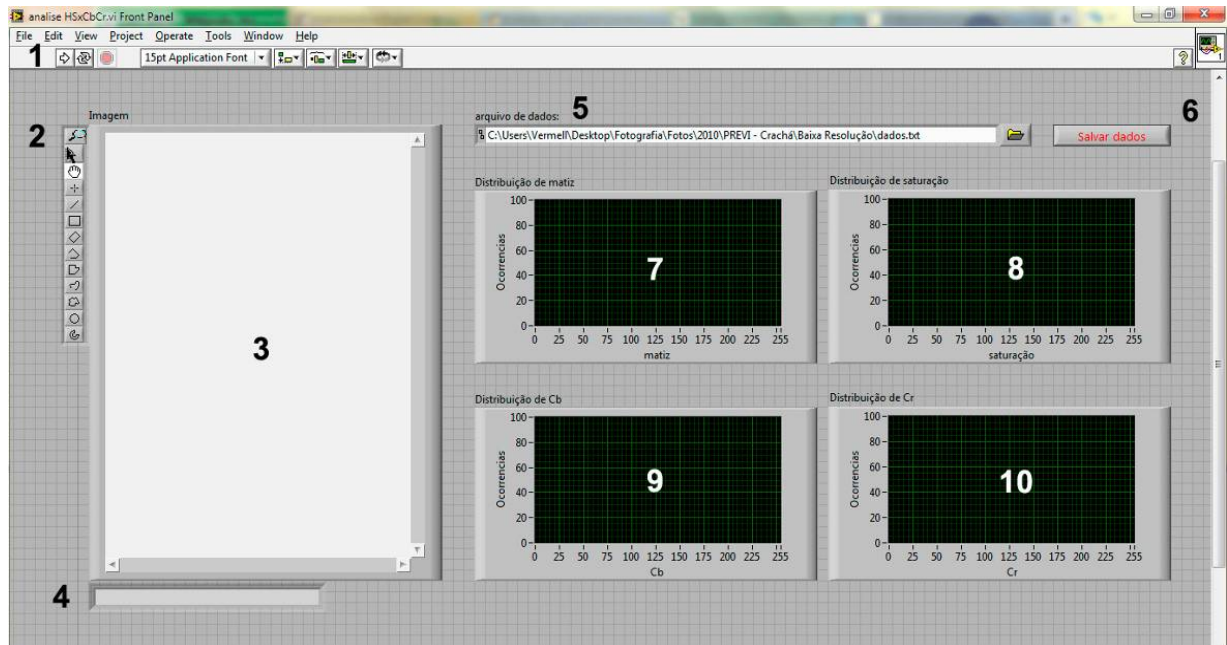 analise HSxCbCr.vi Front Panel
File Edit View Project Operate Tools Window Help
1
15pt Application Font
?
1
2
Imagem
3
4
arquivo de dados:
5
C:\Users\Vermell\Desktop\Fotografia\Fotos\2010\PREVI - Crachá\Baixa Resolução\dados.txt
6
Salvar dados
Distribuição de matiz
100
80
60
40
20
0
Ocorrencias
7
0 25 50 75 100 125 150 175 200 225 255
matiz
Distribuição de saturação
100
80
60
40
20
0
Ocorrencias
8
0 25 50 75 100 125 150 175 200 225 255
saturação
Distribuição de Cb
100
80
60
40
20
0
Ocorrencias
9
0 25 50 75 100 125 150 175 200 225 255
Cb
Distribuição de Cr
100
80
60
40
20
0
Ocorrencias
10
0 25 50 75 100 125 150 175 200 225 255
Cr